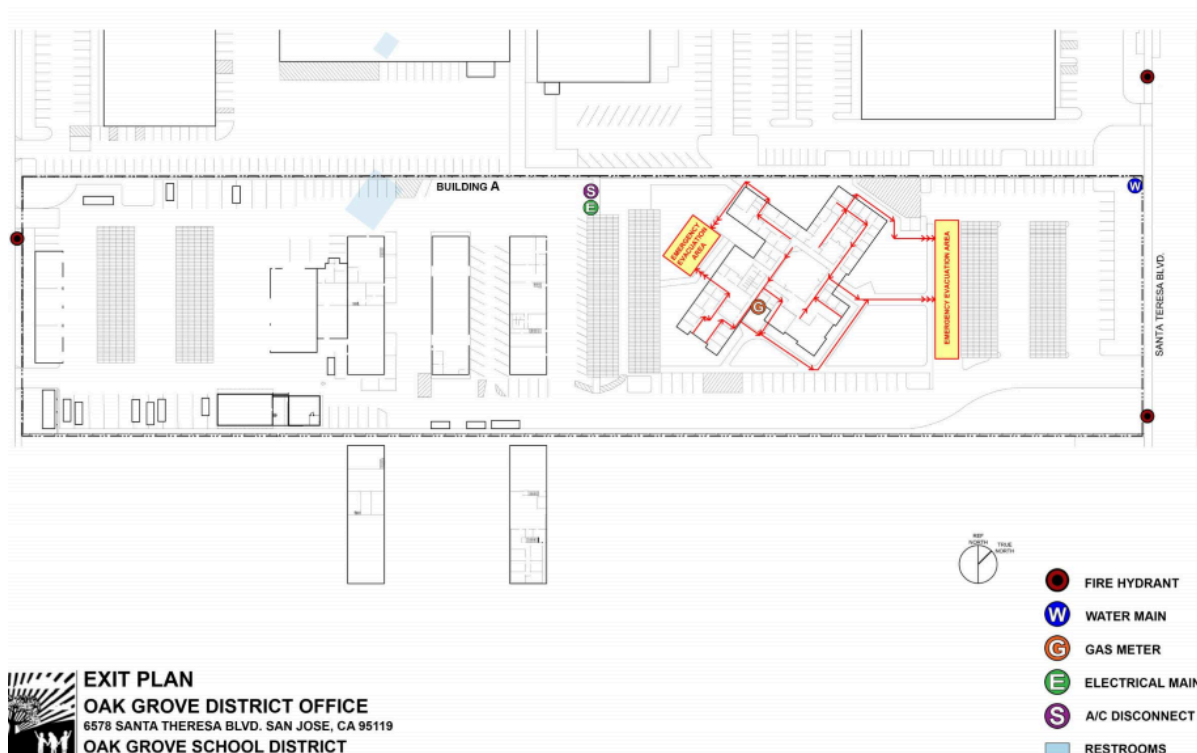 BUILDING A
S
E
W
EMERGENCY
EVACUATION
AREA
EMERGENCY EVACUATION AREA
G
SANTA TERESA BLVD.
REF
NORTH
TRUE
NORTH
FIRE HYDRANT
W WATER MAIN
G GAS METER
E ELECTRICAL MAIN
S A/C DISCONNECT
RESTROOMS
EXIT PLAN
OAK GROVE DISTRICT OFFICE
6578 SANTA THERESA BLVD. SAN JOSE, CA 95119
OAK GROVE SCHOOL DISTRICT